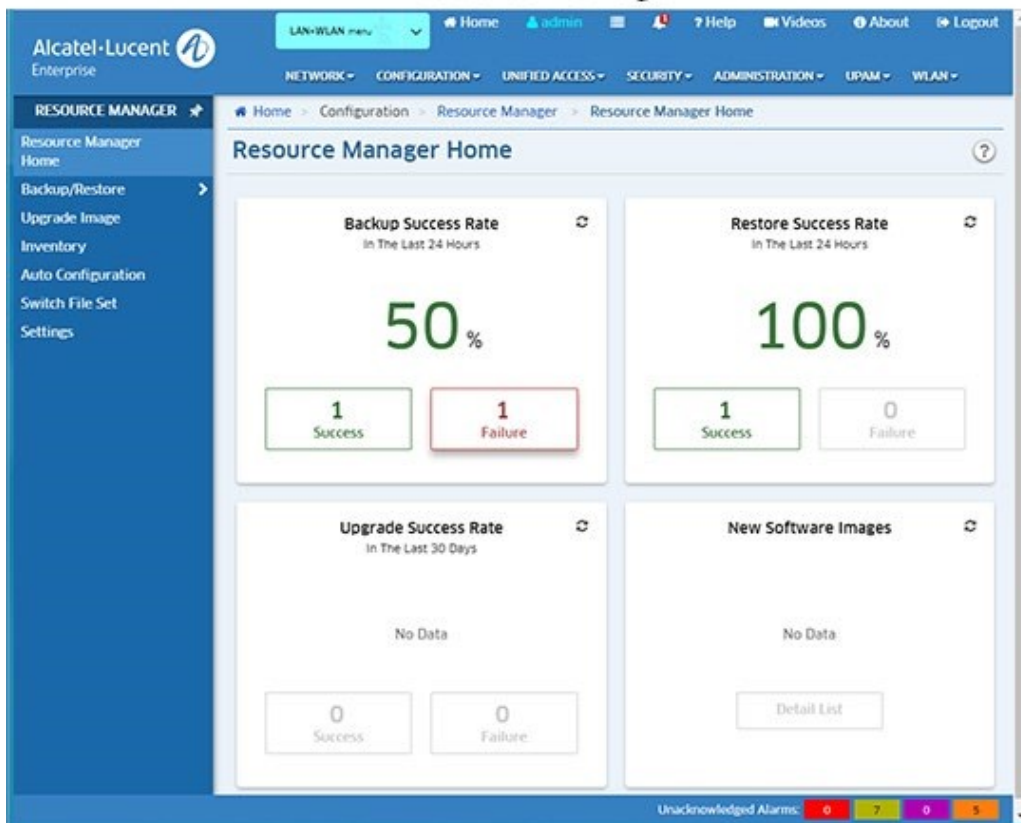 Alcatel·Lucent
Enterprise
LAN+WLAN menu
Home admin ? Help Videos About Logout
NETWORK CONFIGURATION UNIFIED ACCESS SECURITY ADMINISTRATION UPAM WLAN
RESOURCE MANAGER
Resource Manager
Home
Backup/Restore
Upgrade Image
Inventory
Auto Configuration
Switch File Set
Settings
Home > Configuration > Resource Manager > Resource Manager Home
Resource Manager Home
?
Backup Success Rate
In The Last 24 Hours
50 %
1 1
Success Failure
Restore Success Rate
In The Last 24 Hours
100 %
1 0
Success Failure
Upgrade Success Rate
In The Last 30 Days
No Data
0 0
Success Failure
New Software Images
No Data
Detail List
Unacknowledged Alarms: 0 7 0 5